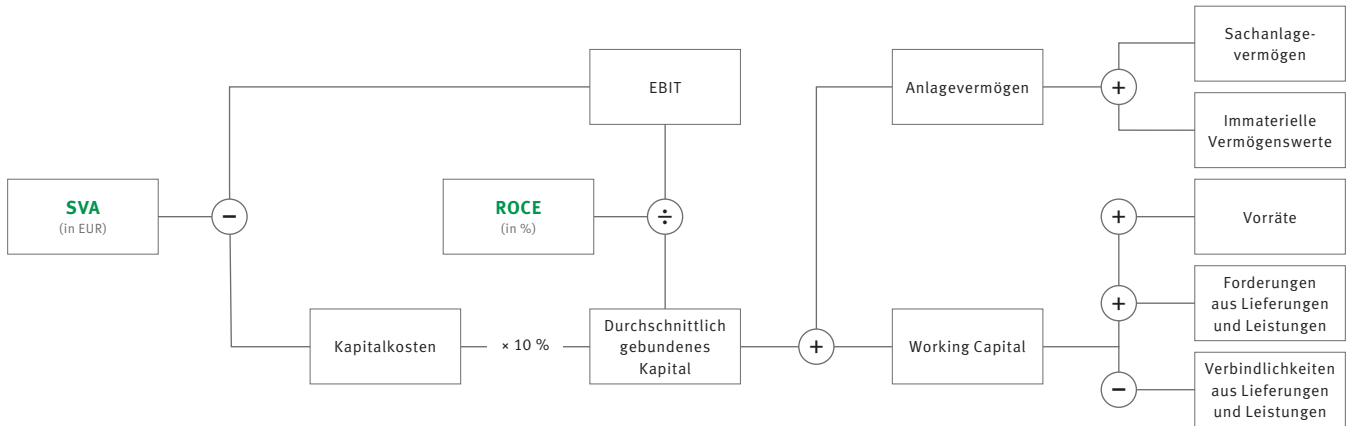 Sachanlage-
vermögen
EBIT
Anlagevermögen
+
Immaterielle
Vermögenswerte
SVA
(in EUR)
−
ROCE
(in %)
÷
+
Vorräte
Forderungen
aus Lieferungen
und Leistungen
+
Kapitalkosten
× 10 %
Durchschnittlich
gebundenes
Kapital
+
Working Capital
−
Verbindlichkeiten
aus Lieferungen
und Leistungen